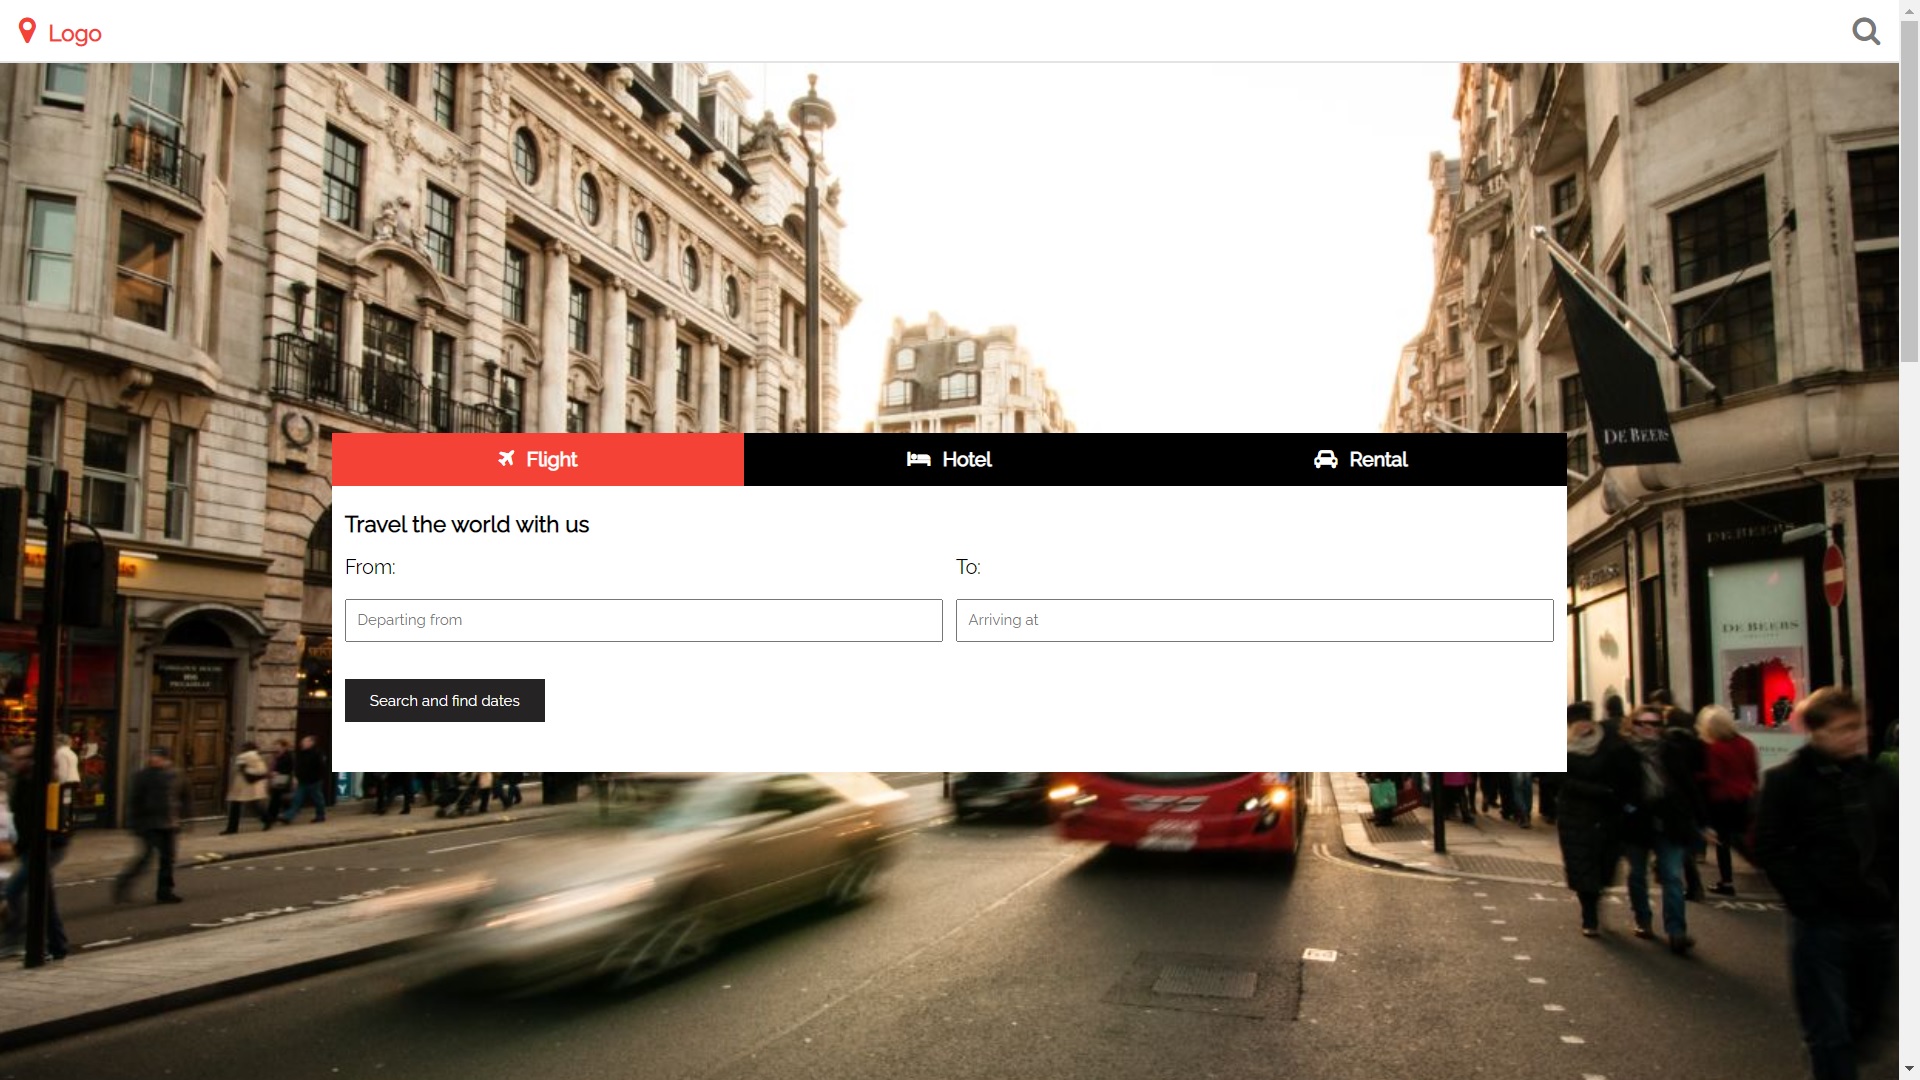 Logo
Flight
Hotel
Rental
Travel the world with us
From:
To:
Departing from
Arriving at
Search and find dates
DE BEERS
DE BEERS
DE BEERS